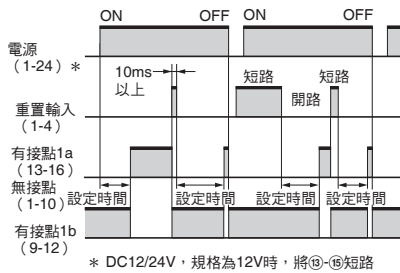 ON OFF ON OFF
電源
（1-24）＊
10ms
以上
短路 短路
開路
重置輸入
（1-4）
有接點1a
（13-16）
無接點
（1-10）
設定時間 設定時間 設定時間 設定時間
有接點1b
（9-12）
＊ DC12/24V，規格為12V時，將⑬-⑮短路